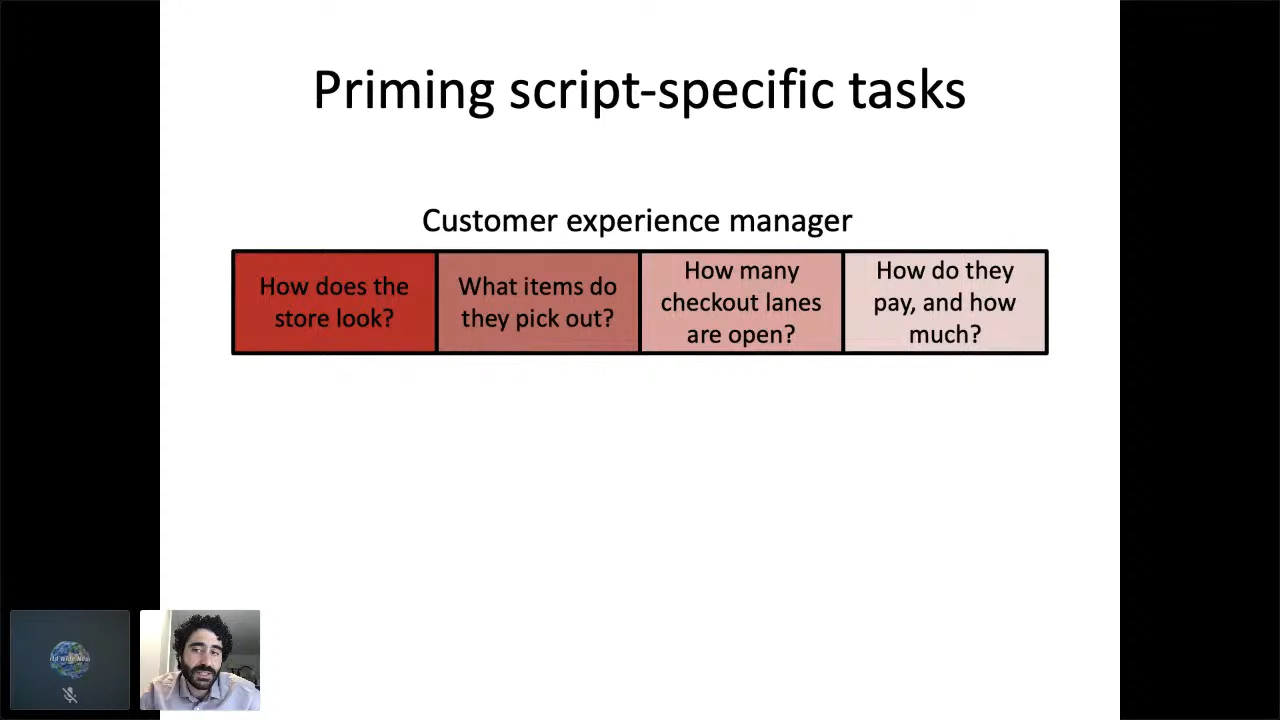 Priming script-specific tasks
Customer experience manager
How does the
store look?
What items do
they pick out?
How many
checkout lanes
are open?
How do they
pay, and how
much?